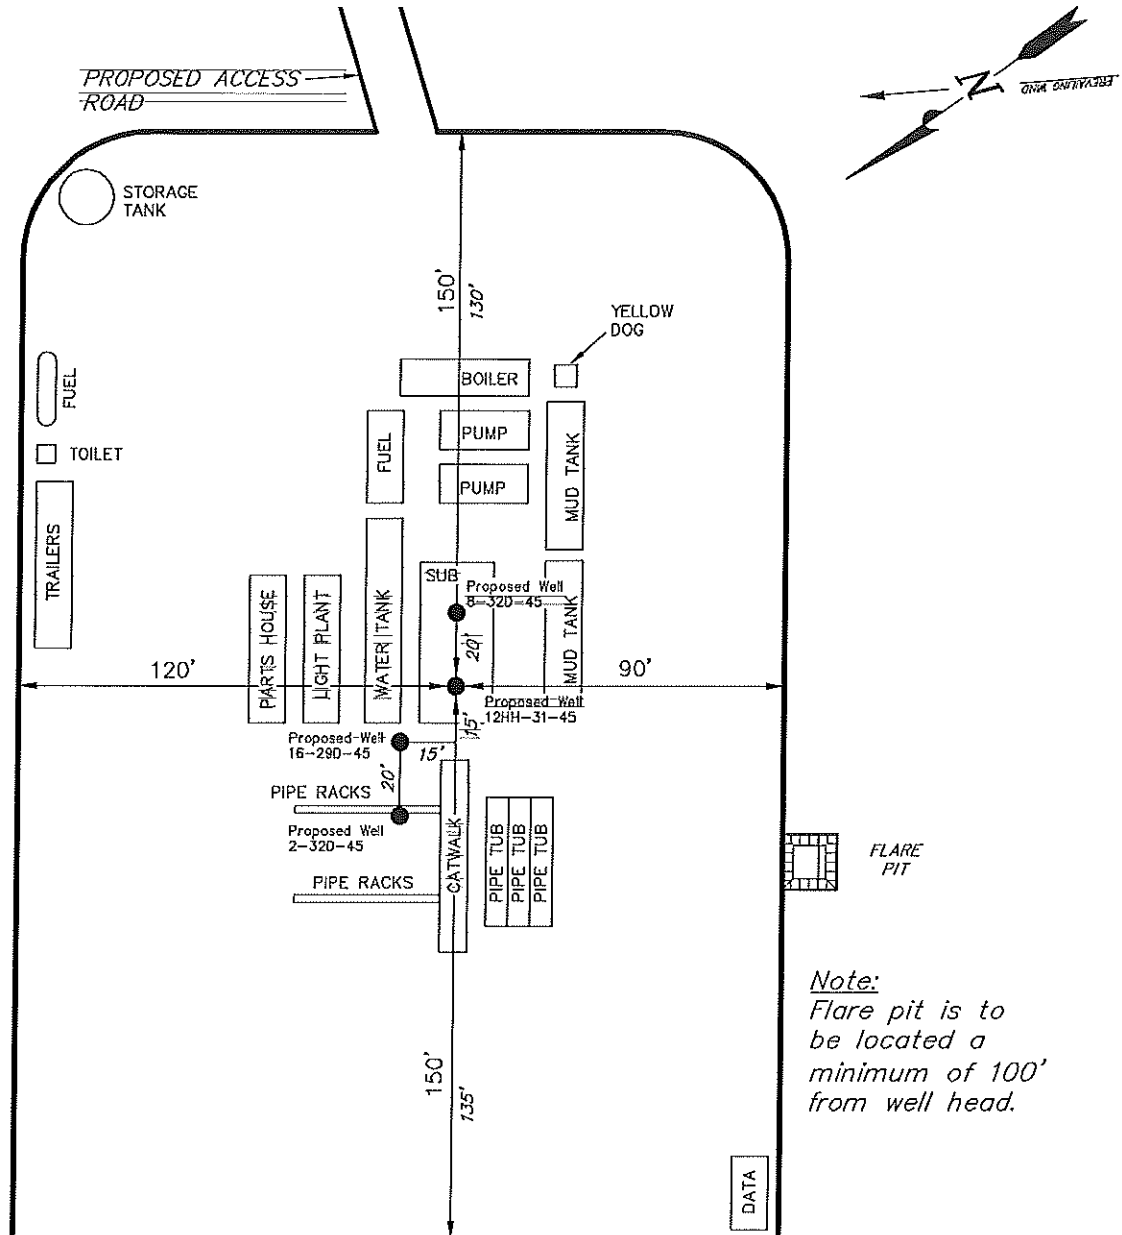 PROPOSED ACCESS
ROAD
N
PREVAILING WIND
STORAGE
TANK
150'
130'
YELLOW
DOG
FUEL
BOILER
TOILET
FUEL
PUMP
MUD TANK
PUMP
TRAILERS
SUB
Proposed Well
8-32D-45
PARTS HOUSE
LIGHT PLANT
WATER TANK
20'
MUD TANK
120'
90'
Proposed Well
12HH-31-45
15'
Proposed Well
16-29D-45
15'
20'
PIPE RACKS
Proposed Well
2-32D-45
CATWALK
PIPE TUB
PIPE TUB
PIPE TUB
FLARE
PIT
PIPE RACKS
Note:
Flare pit is to
be located a
minimum of 100'
from well head.
150'
135'
DATA